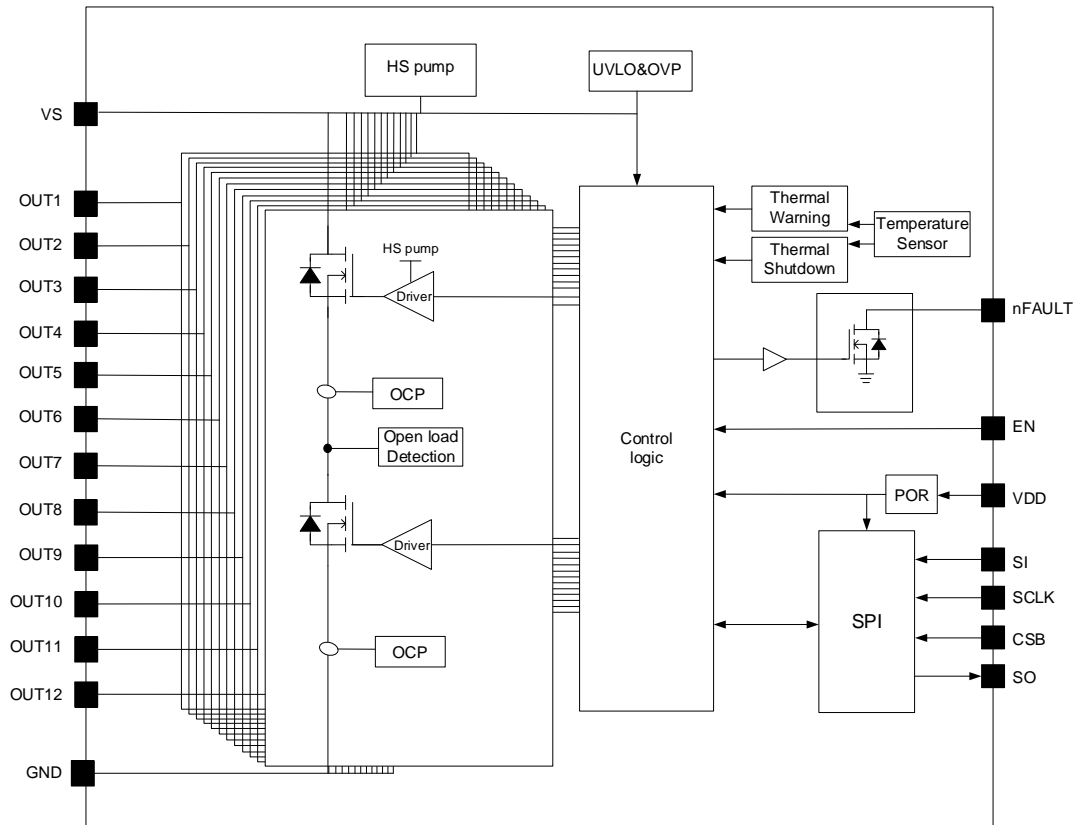 HS pump
UVLO&OVP
VS
OUT1
OUT2
OUT3
OUT4
OUT5
OUT6
OUT7
OUT8
OUT9
OUT10
OUT11
OUT12
GND
HS pump
Driver
OCP
Open load
Detection
Driver
OCP
Control
logic
Thermal
Warning
Thermal
Shutdown
Temperature
Sensor
nFAULT
EN
POR
VDD
SPI
SI
SCLK
CSB
SO